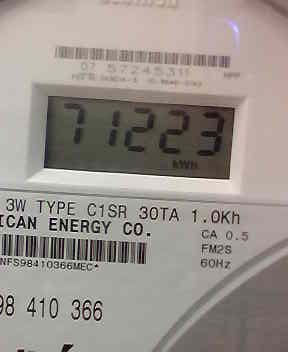 07 57245311
71223
kWh
3W TYPE C1SR 30TA 1.0Kh
ICAN ENERGY CO.
CA 0.5
FM2S
NFS98410366MEC*
60Hz
98 410 366